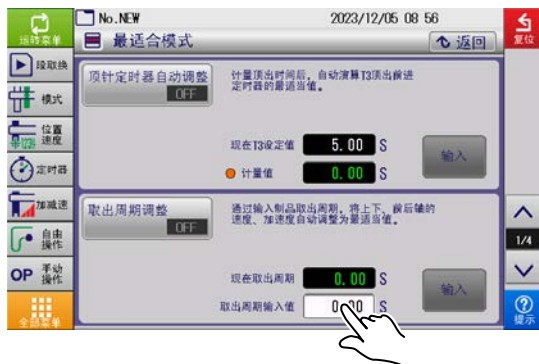 No.NEW
2023/12/05 08 56
运转菜单
最适合模式
返回
复位
段取换
模式
位置
速度
定时器
加减速
自由
操作
OP 手动
操作
全部菜单
顶针定时器自动调整
OFF
计量顶出时间后，自动演算T3顶出前进
定时器的最适当值。
现在T3设定值 5.00 S
计量值 0.00 S
输入
取出周期调整
OFF
通过输入制品取出周期，将上下、前后轴的
速度、加速度自动调整为最适当值。
现在取出周期 0.00 S
取出周期输入值 S
输入
1/4
提示